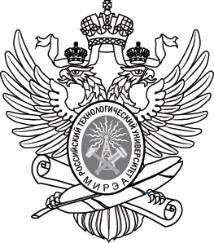 РОССИЙСКИЙ ТЕХНОЛОГИЧЕСКИЙ УНИВЕРСИТЕТ
МИРЭА